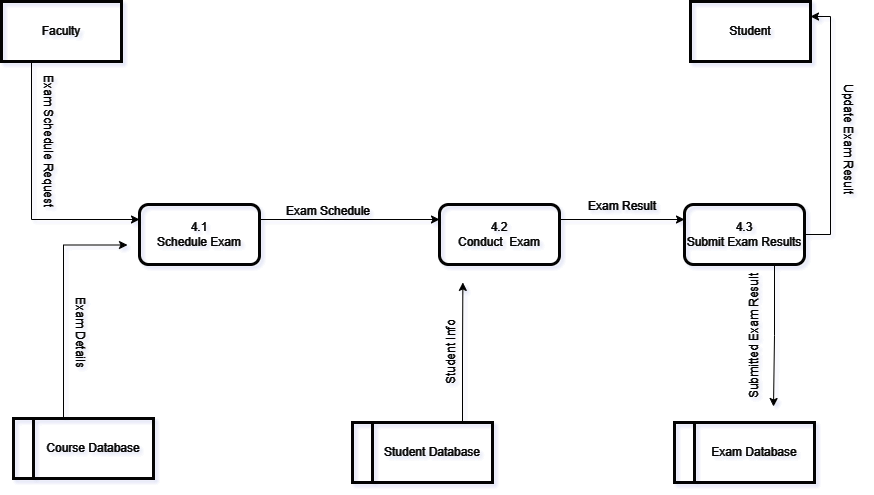 Faculty
Student
Exam Schedule Request
Update Exam Result
Exam Schedule
Exam Result
4.1
Schedule Exam
4.2
Conduct Exam
4.3
Submit Exam Results
Exam Details
Student Info
Submitted Exam Result
Course Database
Student Database
Exam Database